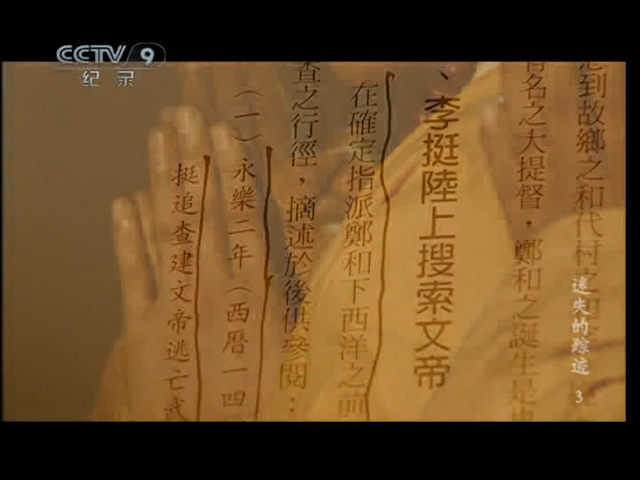 CCTV 9
纪录
到故鄉之和代村之
名之大提督，鄭和之誕生是
、李挺陸上搜索文帝
在確定指派鄭和下西洋之前
查之行徑，摘述於後供參閱：
（一）永樂二年（西曆一四
挺追查建文帝逃亡武
迷失的踪迹 3